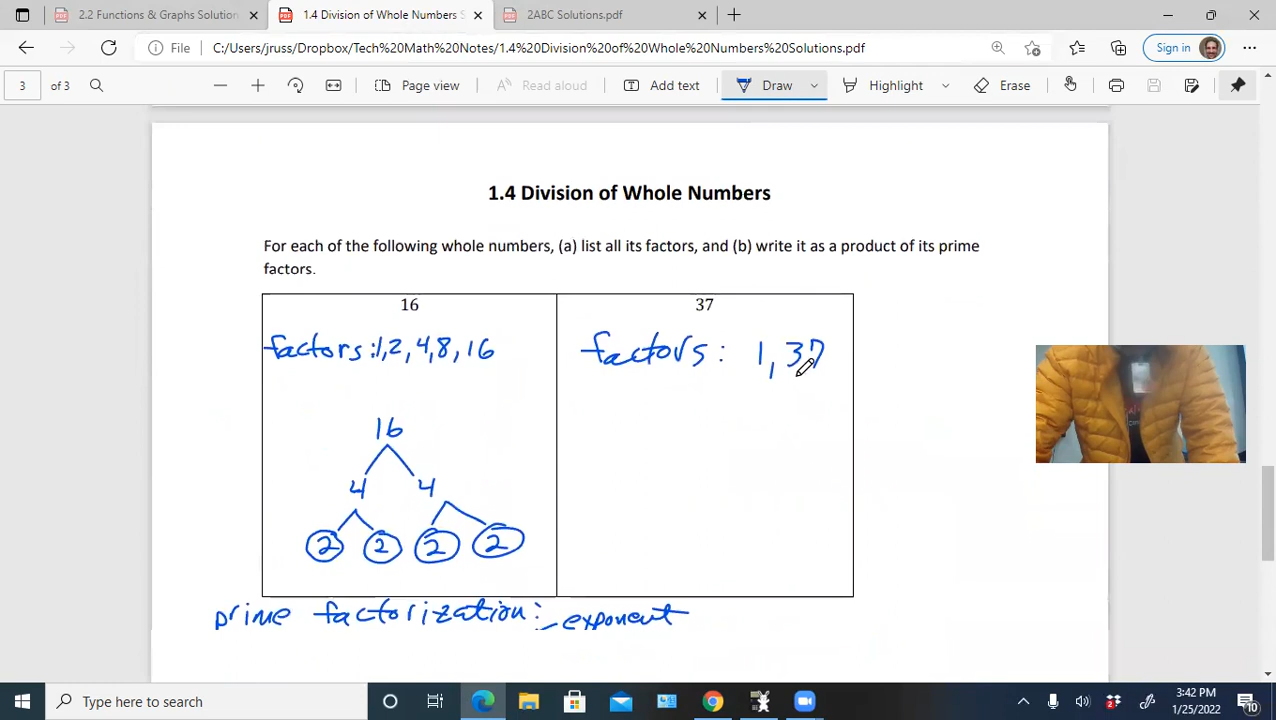 2.2 Functions & Graphs Solution
1.4 Division of Whole Numbers S
2ABC Solutions.pdf
File
C:/Users/jruss/Dropbox/Tech%20Math%20Notes/1.4%20Division%20of%20Whole%20Numbers%20Solutions.pdf
Sign in
3 of 3
Page view
Read aloud
Add text
Draw
Highlight
Erase
1.4 Division of Whole Numbers
For each of the following whole numbers, (a) list all its factors, and (b) write it as a product of its prime
factors.
16
37
factors: 1, 2, 4, 8, 16
factors: 1, 37
16
4 4
2 2 2 2
prime factorization:
exponent
Type here to search
3:42 PM
1/25/2022
10